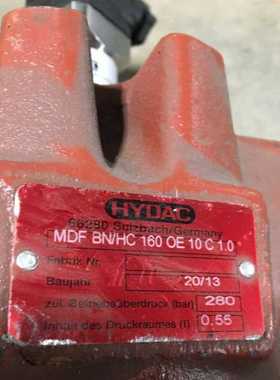 HYDAC
66280 Sulzbach/Germany
MDF BN/HC 160 OE 10 C 1.0
Fabrik Nr.
Baujahr 20/13
zul. Betriebsüberdruck (bar) 280
Inhalt des Druckraumes (l) 0.55